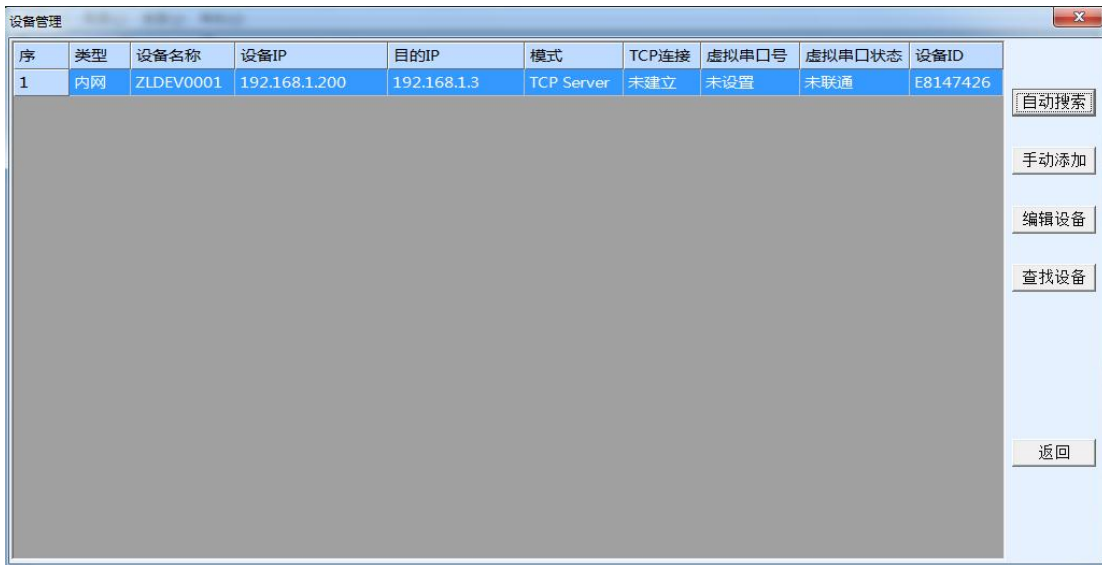 设备管理
序 类型 设备名称 设备IP 目的IP 模式 TCP连接 虚拟串口号 虚拟串口状态 设备ID
1 内网 ZLDEV0001 192.168.1.200 192.168.1.3 TCP Server 未建立 未设置 未联通 E8147426
自动搜索
手动添加
编辑设备
查找设备
返回